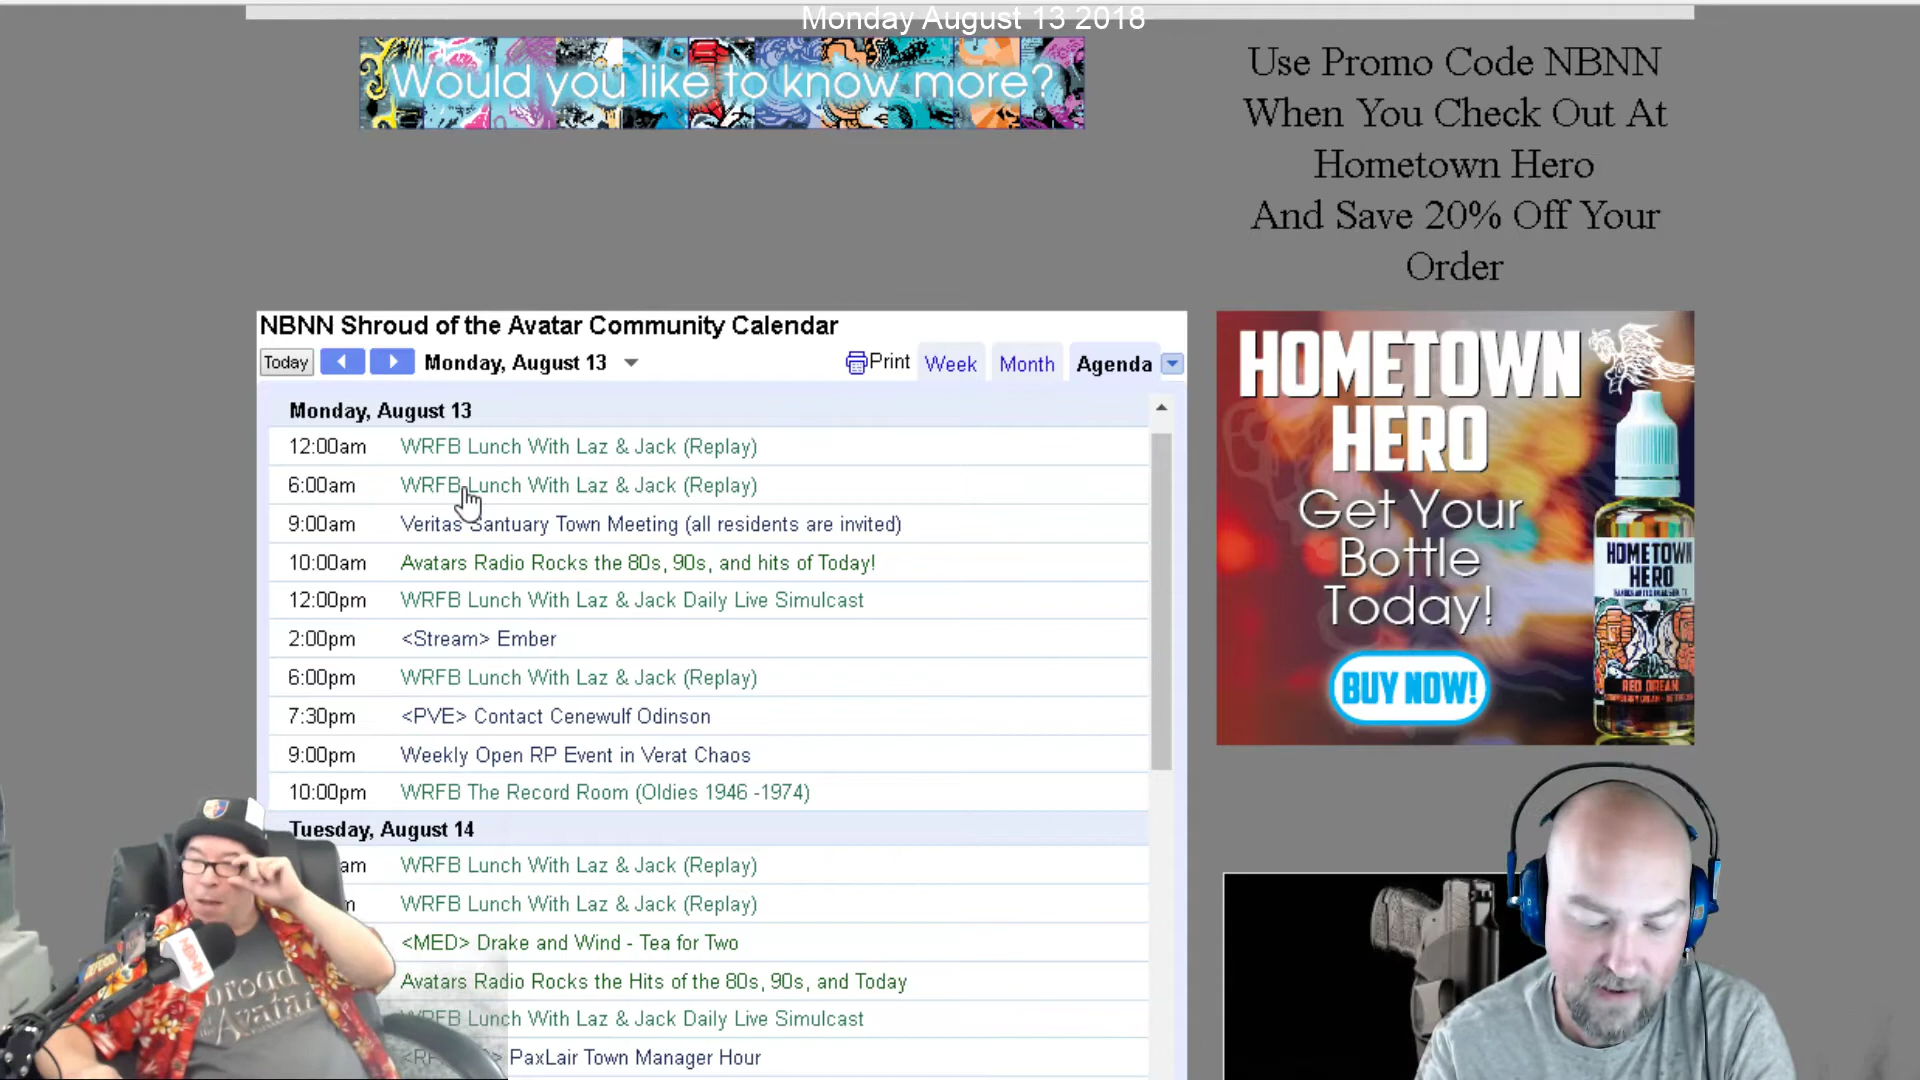 Monday August 13 2018
Would you like to know more?
Use Promo Code NBNN
When You Check Out At
Hometown Hero
And Save 20% Off Your
Order
NBNN Shroud of the Avatar Community Calendar
Today
Monday, August 13
Print
Week
Month
Agenda
Monday, August 13
12:00am WRFB Lunch With Laz & Jack (Replay)
6:00am WRFB Lunch With Laz & Jack (Replay)
9:00am Veritas Santuary Town Meeting (all residents are invited)
10:00am Avatars Radio Rocks the 80s, 90s, and hits of Today!
12:00pm WRFB Lunch With Laz & Jack Daily Live Simulcast
2:00pm <Stream> Ember
6:00pm WRFB Lunch With Laz & Jack (Replay)
7:30pm <PVE> Contact Cenewulf Odinson
9:00pm Weekly Open RP Event in Verat Chaos
10:00pm WRFB The Record Room (Oldies 1946 -1974)
Tuesday, August 14
am WRFB Lunch With Laz & Jack (Replay)
WRFB Lunch With Laz & Jack (Replay)
<MED> Drake and Wind - Tea for Two
Avatars Radio Rocks the Hits of the 80s, 90s, and Today
WRFB Lunch With Laz & Jack Daily Live Simulcast
PaxLair Town Manager Hour
HOMETOWN
HERO
Get Your
Bottle
Today!
BUY NOW!
HOMETOWN
HERO
RED DREAM
NBNN